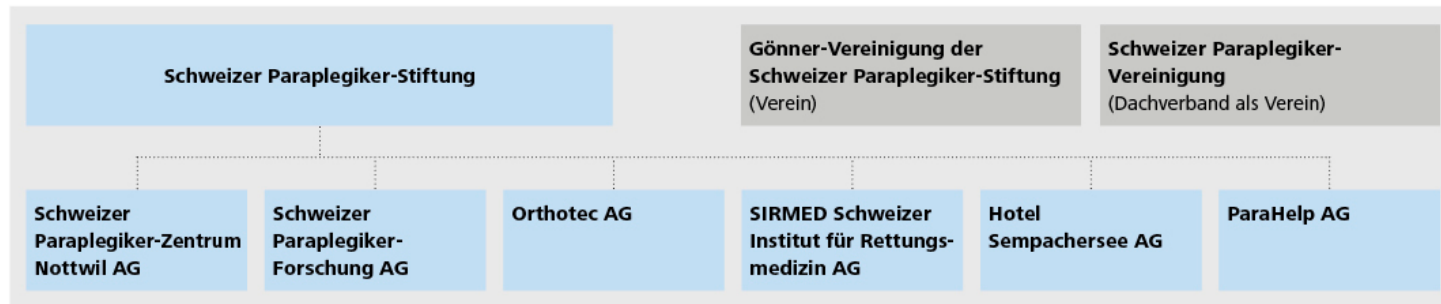 Schweizer Paraplegiker-Stiftung
Gönner-Vereinigung der
Schweizer Paraplegiker-Stiftung
(Verein)
Schweizer Paraplegiker-
Vereinigung
(Dachverband als Verein)
Schweizer
Paraplegiker-Zentrum
Nottwil AG
Schweizer
Paraplegiker-
Forschung AG
Orthotec AG
SIRMED Schweizer
Institut für Rettungs-
medizin AG
Hotel
Sempachersee AG
ParaHelp AG